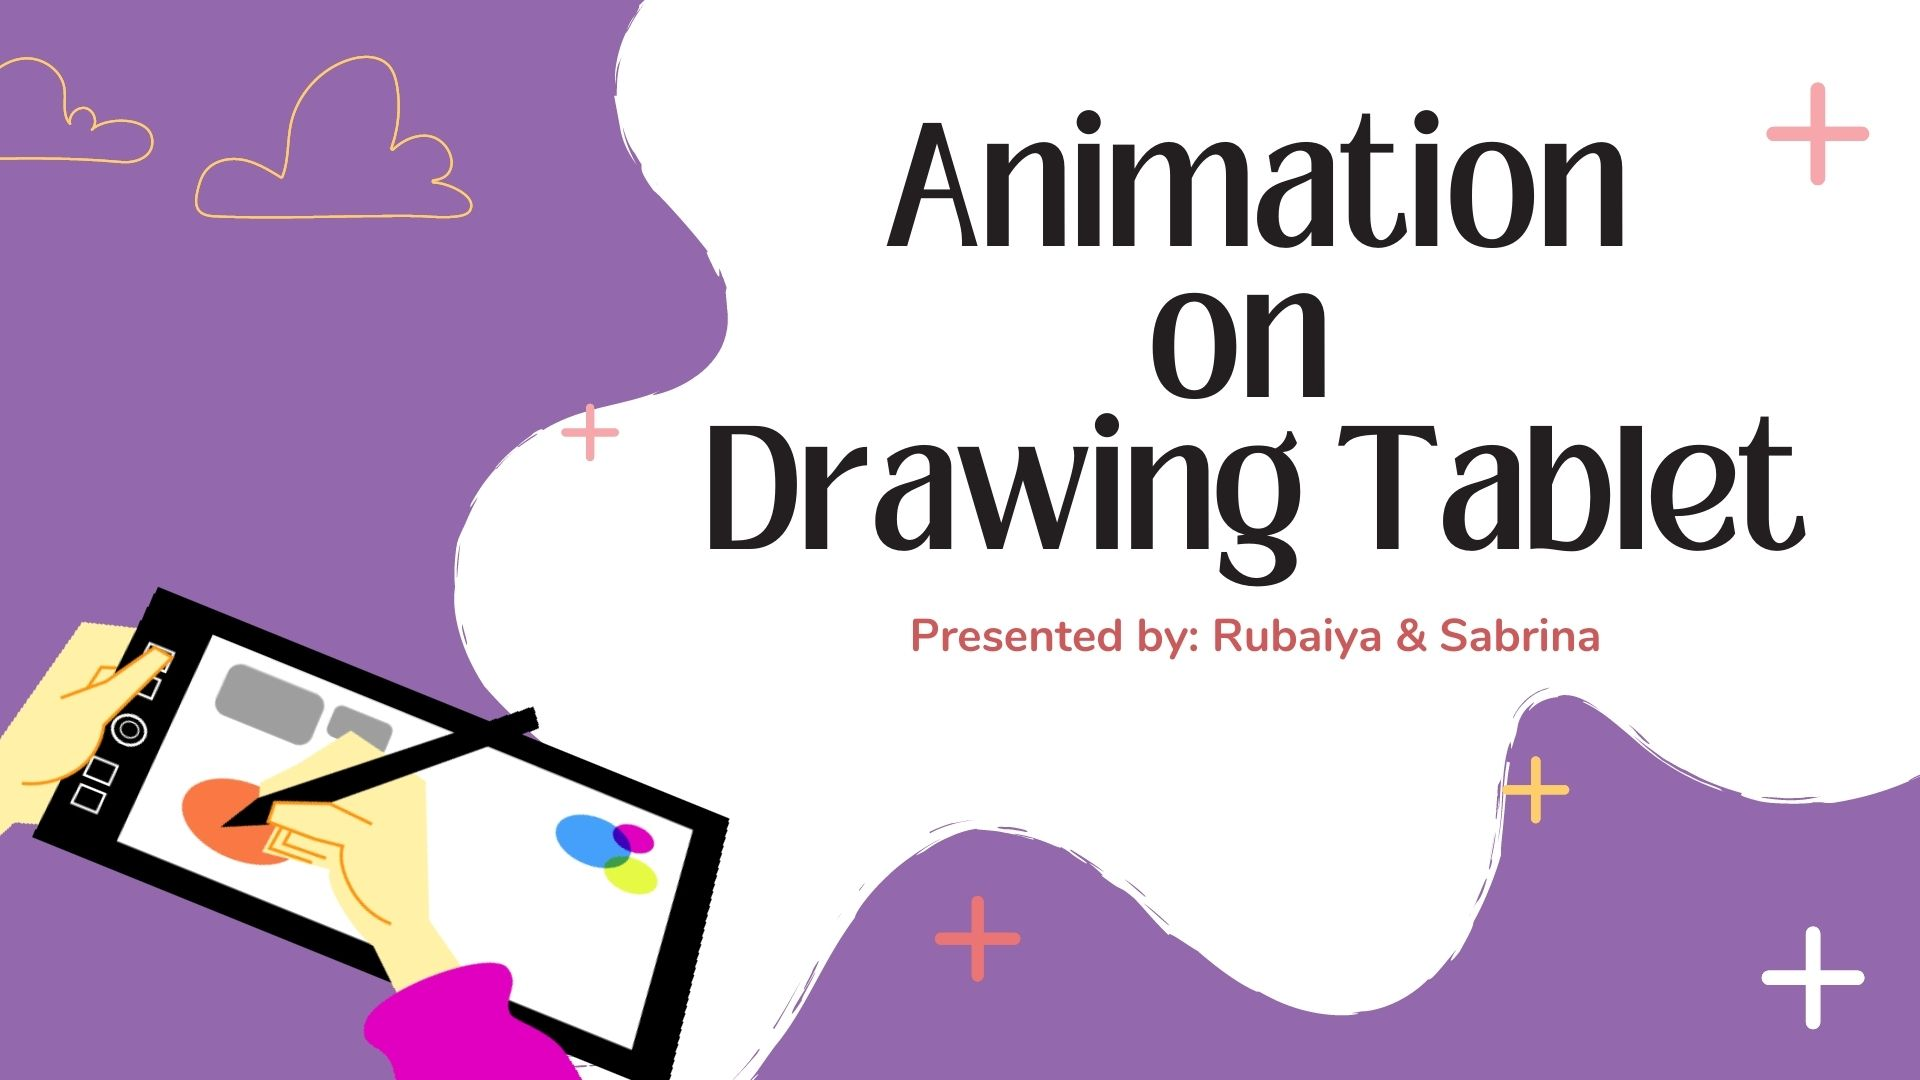 Animation
on
Drawing Tablet
Presented by: Rubaiya & Sabrina